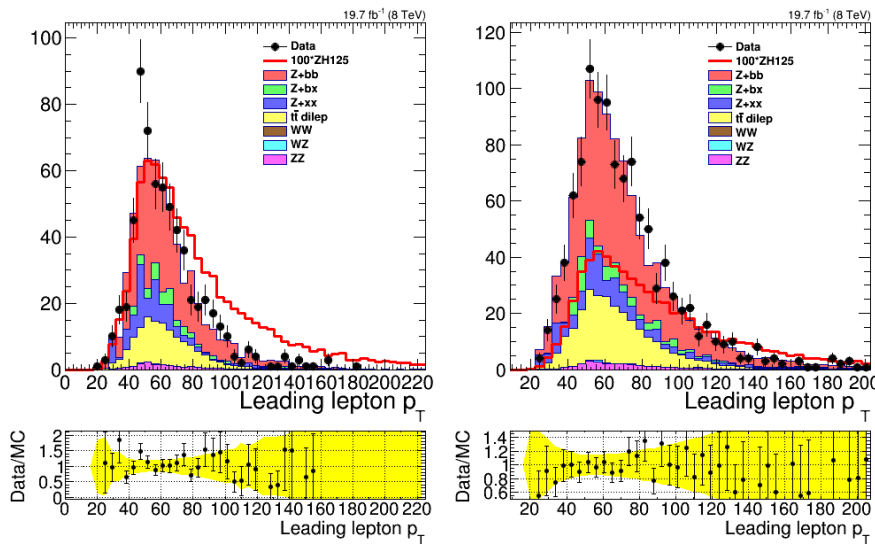 19.7 fb⁻¹ (8 TeV)
100
80
60
40
20
0
Data
100*ZH125
Z+bb
Z+bx
Z+xx
tt̄ dilep
WW
WZ
ZZ
0 20 40 60 80 100 120 140 160 180 200 220
Leading lepton p_T
Data/MC
2
1.5
1
0.5
0
0 20 40 60 80 100 120 140 160 180 200 220
Leading lepton p_T
19.7 fb⁻¹ (8 TeV)
120
100
80
60
40
20
0
Data
100*ZH125
Z+bb
Z+bx
Z+xx
tt̄ dilep
WW
WZ
ZZ
20 40 60 80 100 120 140 160 180 200
Leading lepton p_T
Data/MC
1.4
1.2
1
0.8
0.6
20 40 60 80 100 120 140 160 180 200
Leading lepton p_T